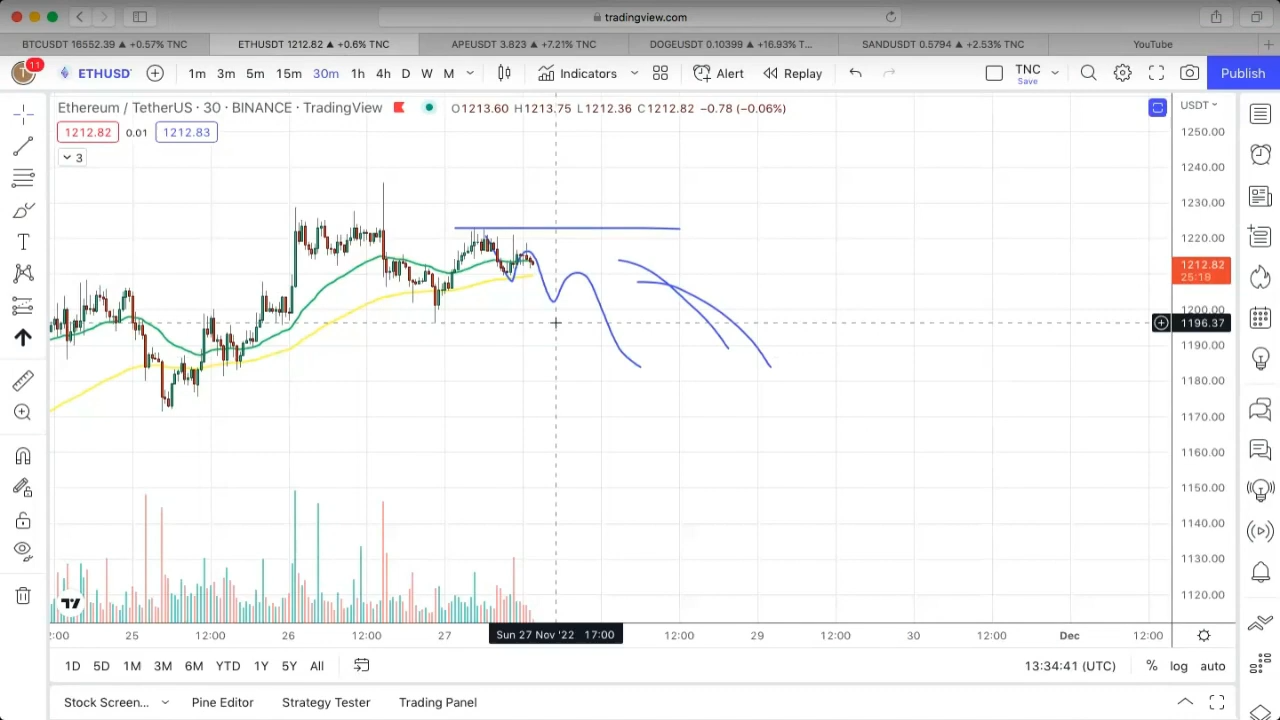 tradingview.com
BTCUSDT 16552.39 ▲ +0.57% TNC
ETHUSDT 1212.82 ▲ +0.6% TNC
APEUSDT 3.823 ▲ +7.21% TNC
DOGEUSDT 0.10399 ▲ +16.93% T...
SANDUSDT 0.5794 ▲ +2.53% TNC
YouTube
T 11
ETHUSD 1m 3m 5m 15m 30m 1h 4h D W M Indicators Alert Replay TNC Save Publish
Ethereum / TetherUS · 30 · BINANCE · TradingView O1213.60 H1213.75 L1212.36 C1212.82 −0.78 (−0.06%) USDT
1212.82 0.01 1212.83
3
1250.00
1240.00
1230.00
1220.00
1212.82
25:18
1200.00
1196.37
1190.00
1180.00
1170.00
1160.00
1150.00
1140.00
1130.00
1120.00
25 12:00 26 12:00 27 Sun 27 Nov '22 17:00 12:00 29 12:00 30 12:00 Dec 12:00
1D 5D 1M 3M 6M YTD 1Y 5Y All 13:34:41 (UTC) % log auto
Stock Screen... Pine Editor Strategy Tester Trading Panel